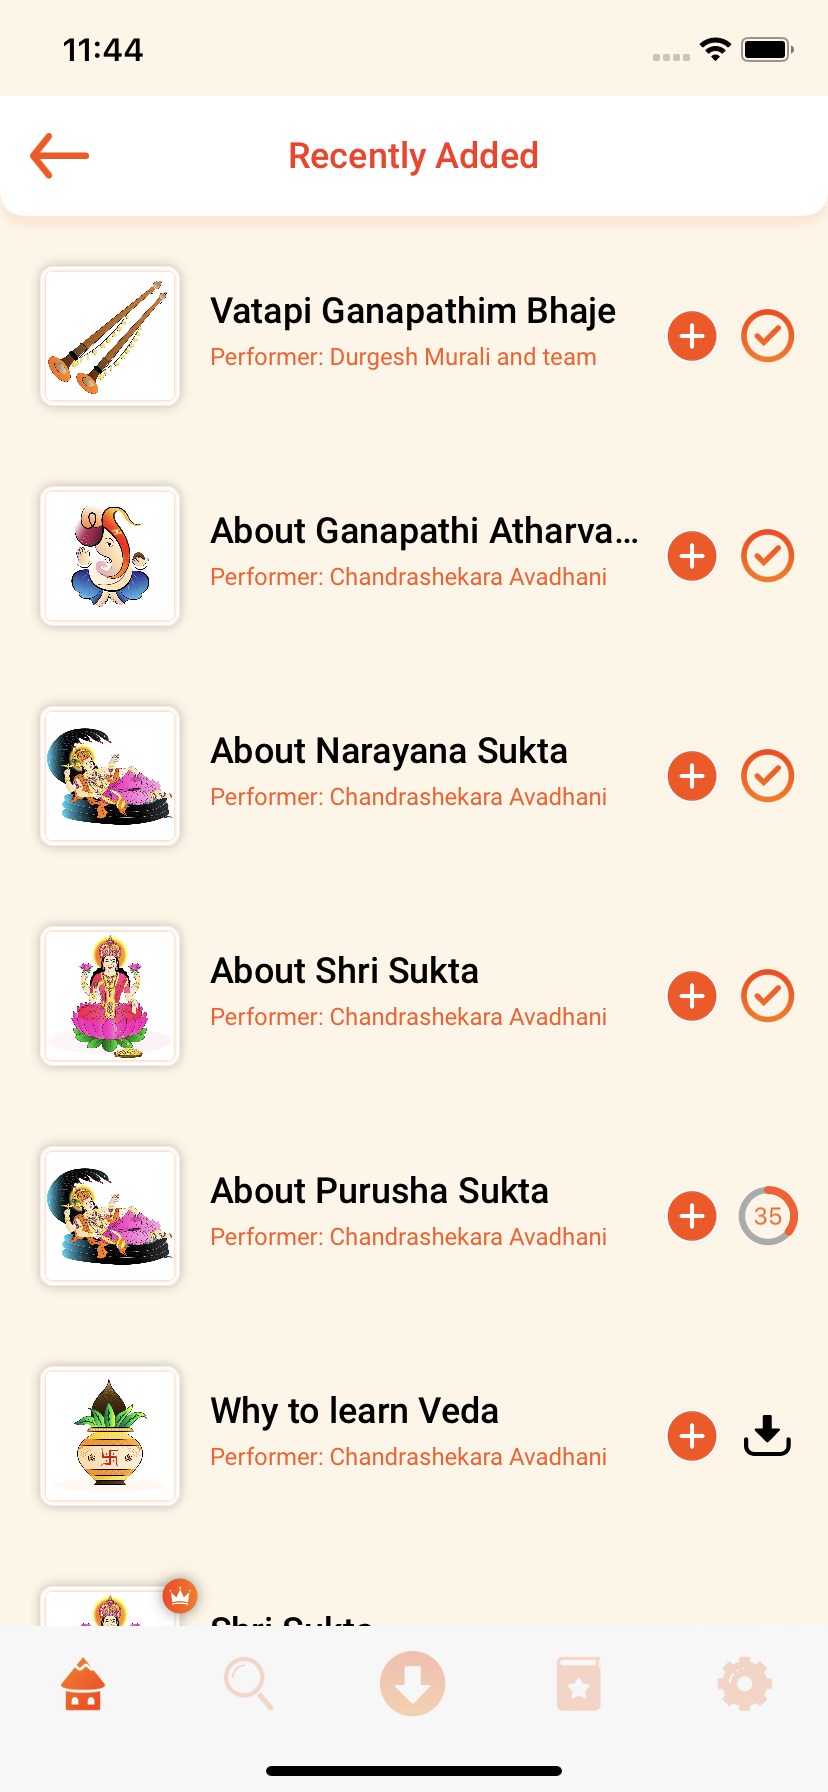 11:44
Recently Added
Vatapi Ganapathim Bhaje
Performer: Durgesh Murali and team
About Ganapathi Atharva...
Performer: Chandrashekara Avadhani
About Narayana Sukta
Performer: Chandrashekara Avadhani
About Shri Sukta
Performer: Chandrashekara Avadhani
About Purusha Sukta
Performer: Chandrashekara Avadhani
35
Why to learn Veda
Performer: Chandrashekara Avadhani
Shri Sukta